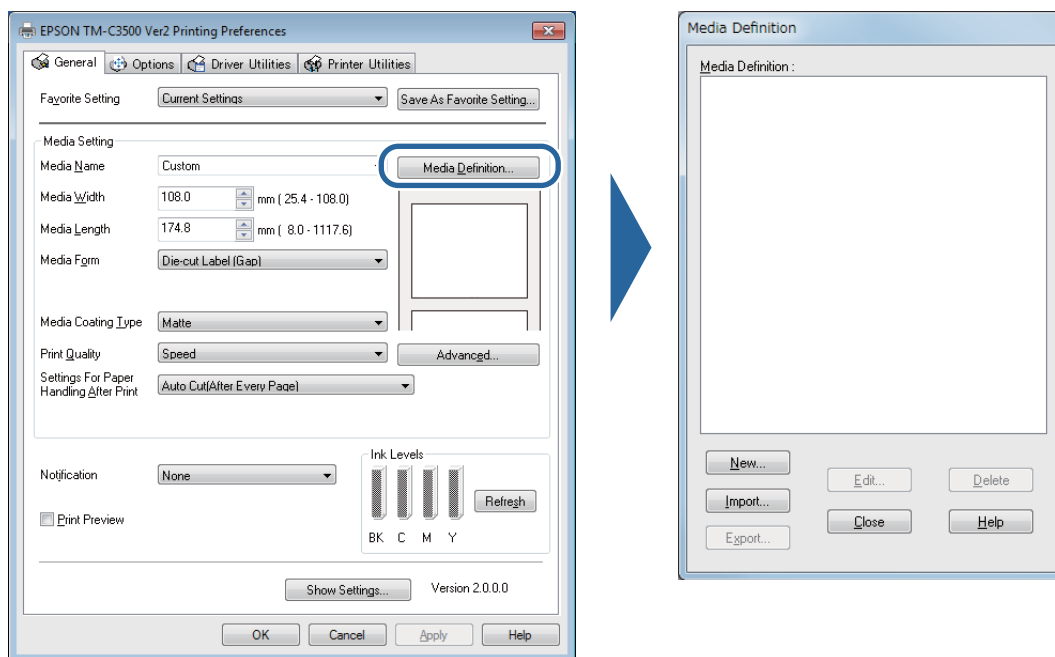 EPSON TM-C3500 Ver2 Printing Preferences
General Options Driver Utilities Printer Utilities
Favorite Setting Current Settings Save As Favorite Setting...
Media Setting
Media Name Custom Media Definition...
Media Width 108.0 mm ( 25.4 - 108.0)
Media Length 174.8 mm ( 8.0 - 1117.6)
Media Form Die-cut Label (Gap)
Media Coating Type Matte
Print Quality Speed Advanced...
Settings For Paper
Handling After Print Auto Cut(After Every Page)
Notification None
Ink Levels
Refresh
Print Preview
BK C M Y
Show Settings... Version 2.0.0.0
OK Cancel Apply Help
Media Definition
Media Definition :
New...
Edit... Delete
Import...
Close Help
Export...